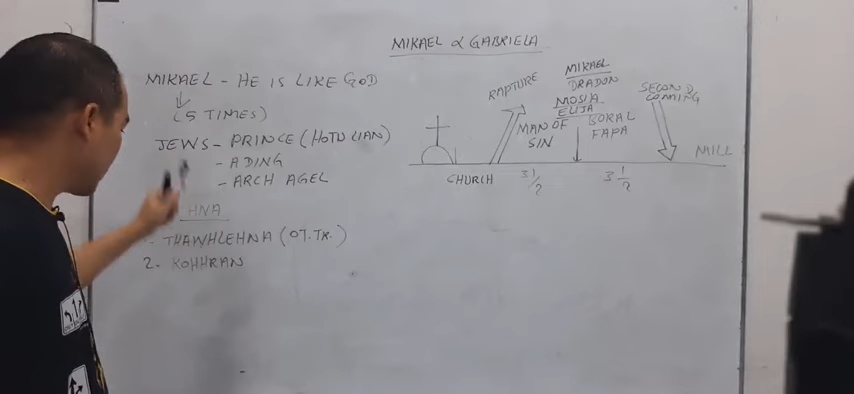 MIKAEL & GABRIELA
MIKAEL - HE IS LIKE GOD
(5 TIMES)
JEWS - PRINCE (HOTU LIAN)
- A DING
- ARCH AGEL
HNA
THAWHLEHNA (OT. TR.)
2. KOHHRAN
RAPTURE
MIKAEL
DRAGON
MOSIA
ELIJA
MAN OF
SIN
SORAL
FAPA
SECOND
COMING
MILL
CHURCH
3 1/2
3 1/2